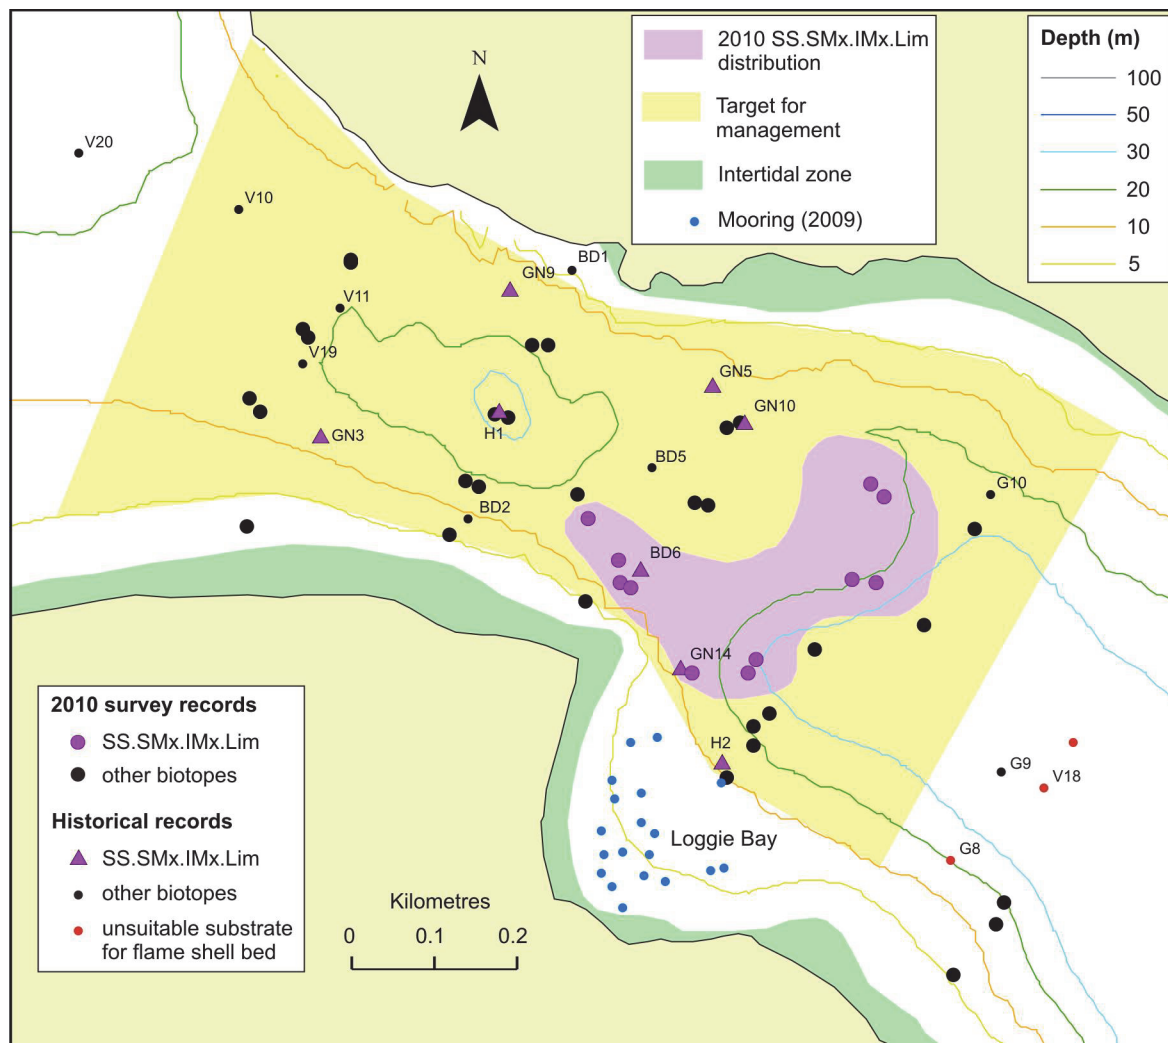 2010 SS.SMx.IMx.Lim
distribution
Target for
management
Intertidal zone
Mooring (2009)
Depth (m)
100
50
30
20
10
5
N
V20
V10
BD1
GN9
V11
V19
GN5
GN10
GN3
H1
BD5
BD2
G10
BD6
GN14
H2
G9
V18
G8
Loggie Bay
2010 survey records
SS.SMx.IMx.Lim
other biotopes
Historical records
SS.SMx.IMx.Lim
other biotopes
unsuitable substrate
for flame shell bed
Kilometres
0 0.1 0.2